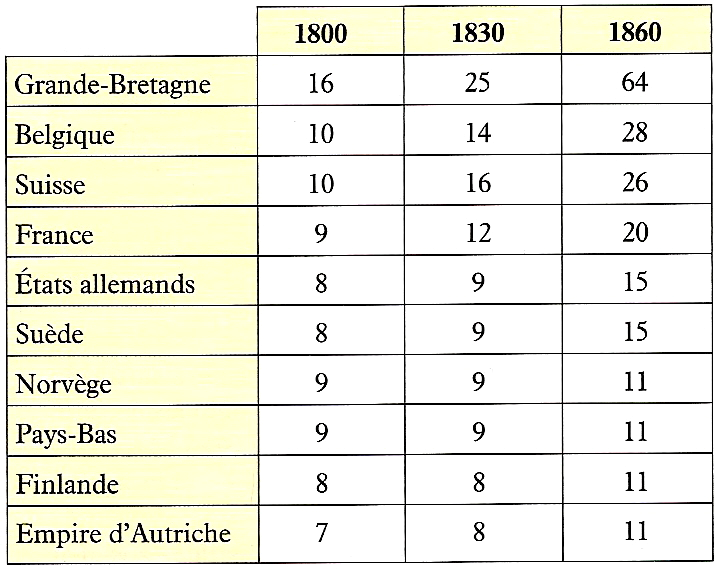 1800 1830 1860
Grande-Bretagne 16 25 64
Belgique 10 14 28
Suisse 10 16 26
France 9 12 20
États allemands 8 9 15
Suède 8 9 15
Norvège 9 9 11
Pays-Bas 9 9 11
Finlande 8 8 11
Empire d’Autriche 7 8 11